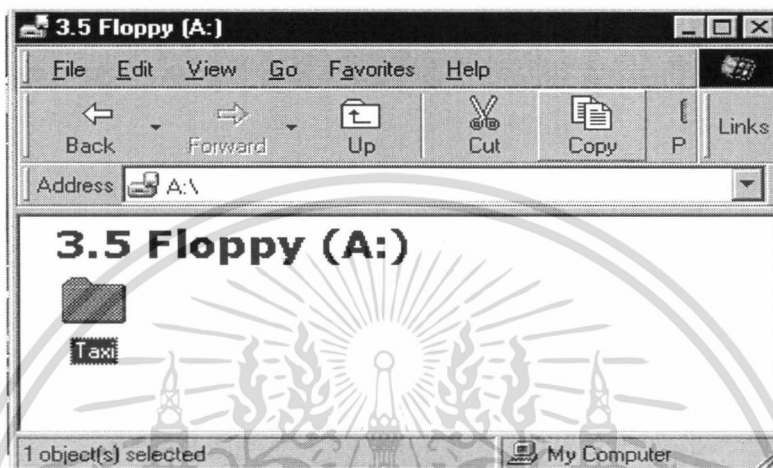 3.5 Floppy (A:)
File Edit View Go Favorites Help
Back Forward Up Cut Copy P Links
Address A:\
3.5 Floppy (A:)
Taxi
1 object(s) selected My Computer